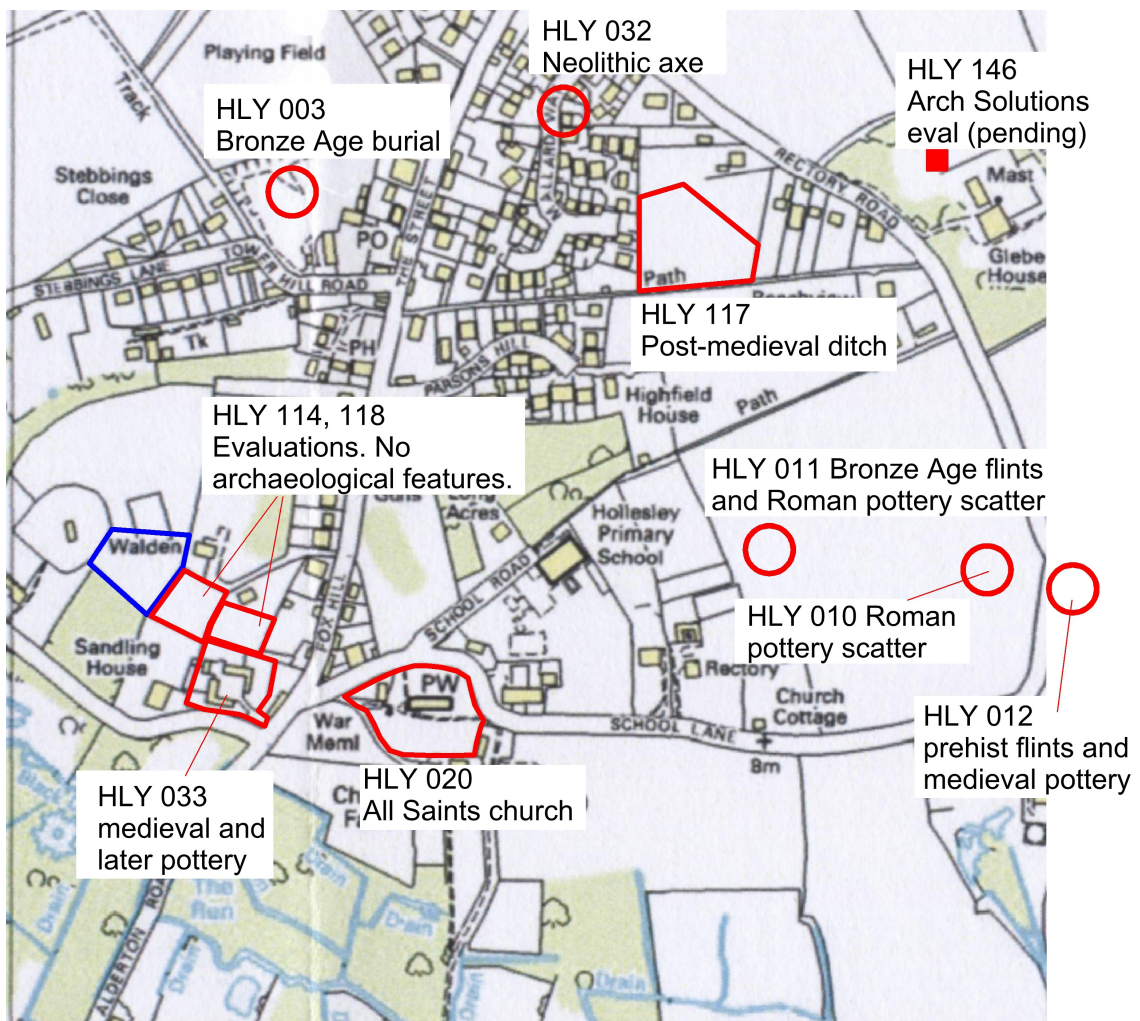 Playing Field
Track
HLY 032
Neolithic axe
HLY 146
Arch Solutions
eval (pending)
HLY 003
Bronze Age burial
Stebbings
Close
RECTORY ROAD
Mast
Glebe
House
THE STREET
PO
STEBBINGS LANE
TOWER HILL ROAD
Path
HLY 117
Post-medieval ditch
Tk
PH
PARSONS HILL
Highfield
House
Path
HLY 114, 118
Evaluations. No
archaeological features.
HLY 011 Bronze Age flints
and Roman pottery scatter
Acres
Hollesley
Primary
School
Walden
SCHOOL ROAD
FOX HILL
HLY 010 Roman
pottery scatter
Sandling
House
Rectory
PW
War
Meml
Church
Cottage
SCHOOL LANE
8m
HLY 012
prehist flints and
medieval pottery
HLY 020
All Saints church
HLY 033
medieval and
later pottery
Drain
Drain
The
Run
Drain
Drain
Drain
Drain
ALDERTON